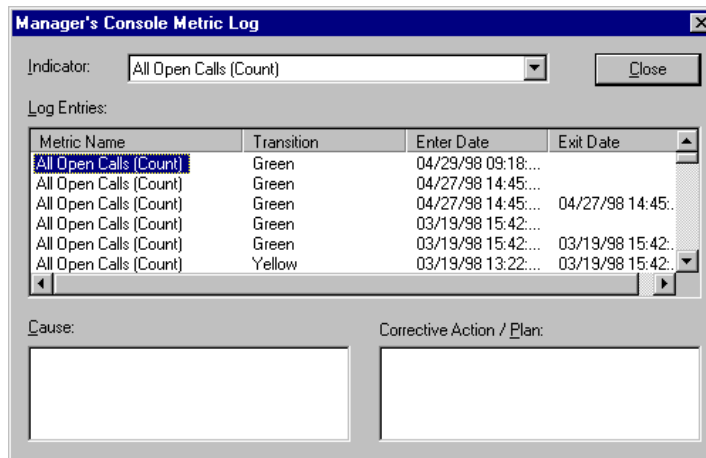 Manager's Console Metric Log
Indicator: All Open Calls (Count) Close
Log Entries:
Metric Name Transition Enter Date Exit Date
All Open Calls (Count) Green 04/29/98 09:18:...
All Open Calls (Count) Green 04/27/98 14:45:...
All Open Calls (Count) Green 04/27/98 14:45:... 04/27/98 14:45:.
All Open Calls (Count) Green 03/19/98 15:42:...
All Open Calls (Count) Green 03/19/98 15:42:... 03/19/98 15:42:.
All Open Calls (Count) Yellow 03/19/98 13:22:... 03/19/98 15:42:.
Cause: Corrective Action / Plan: